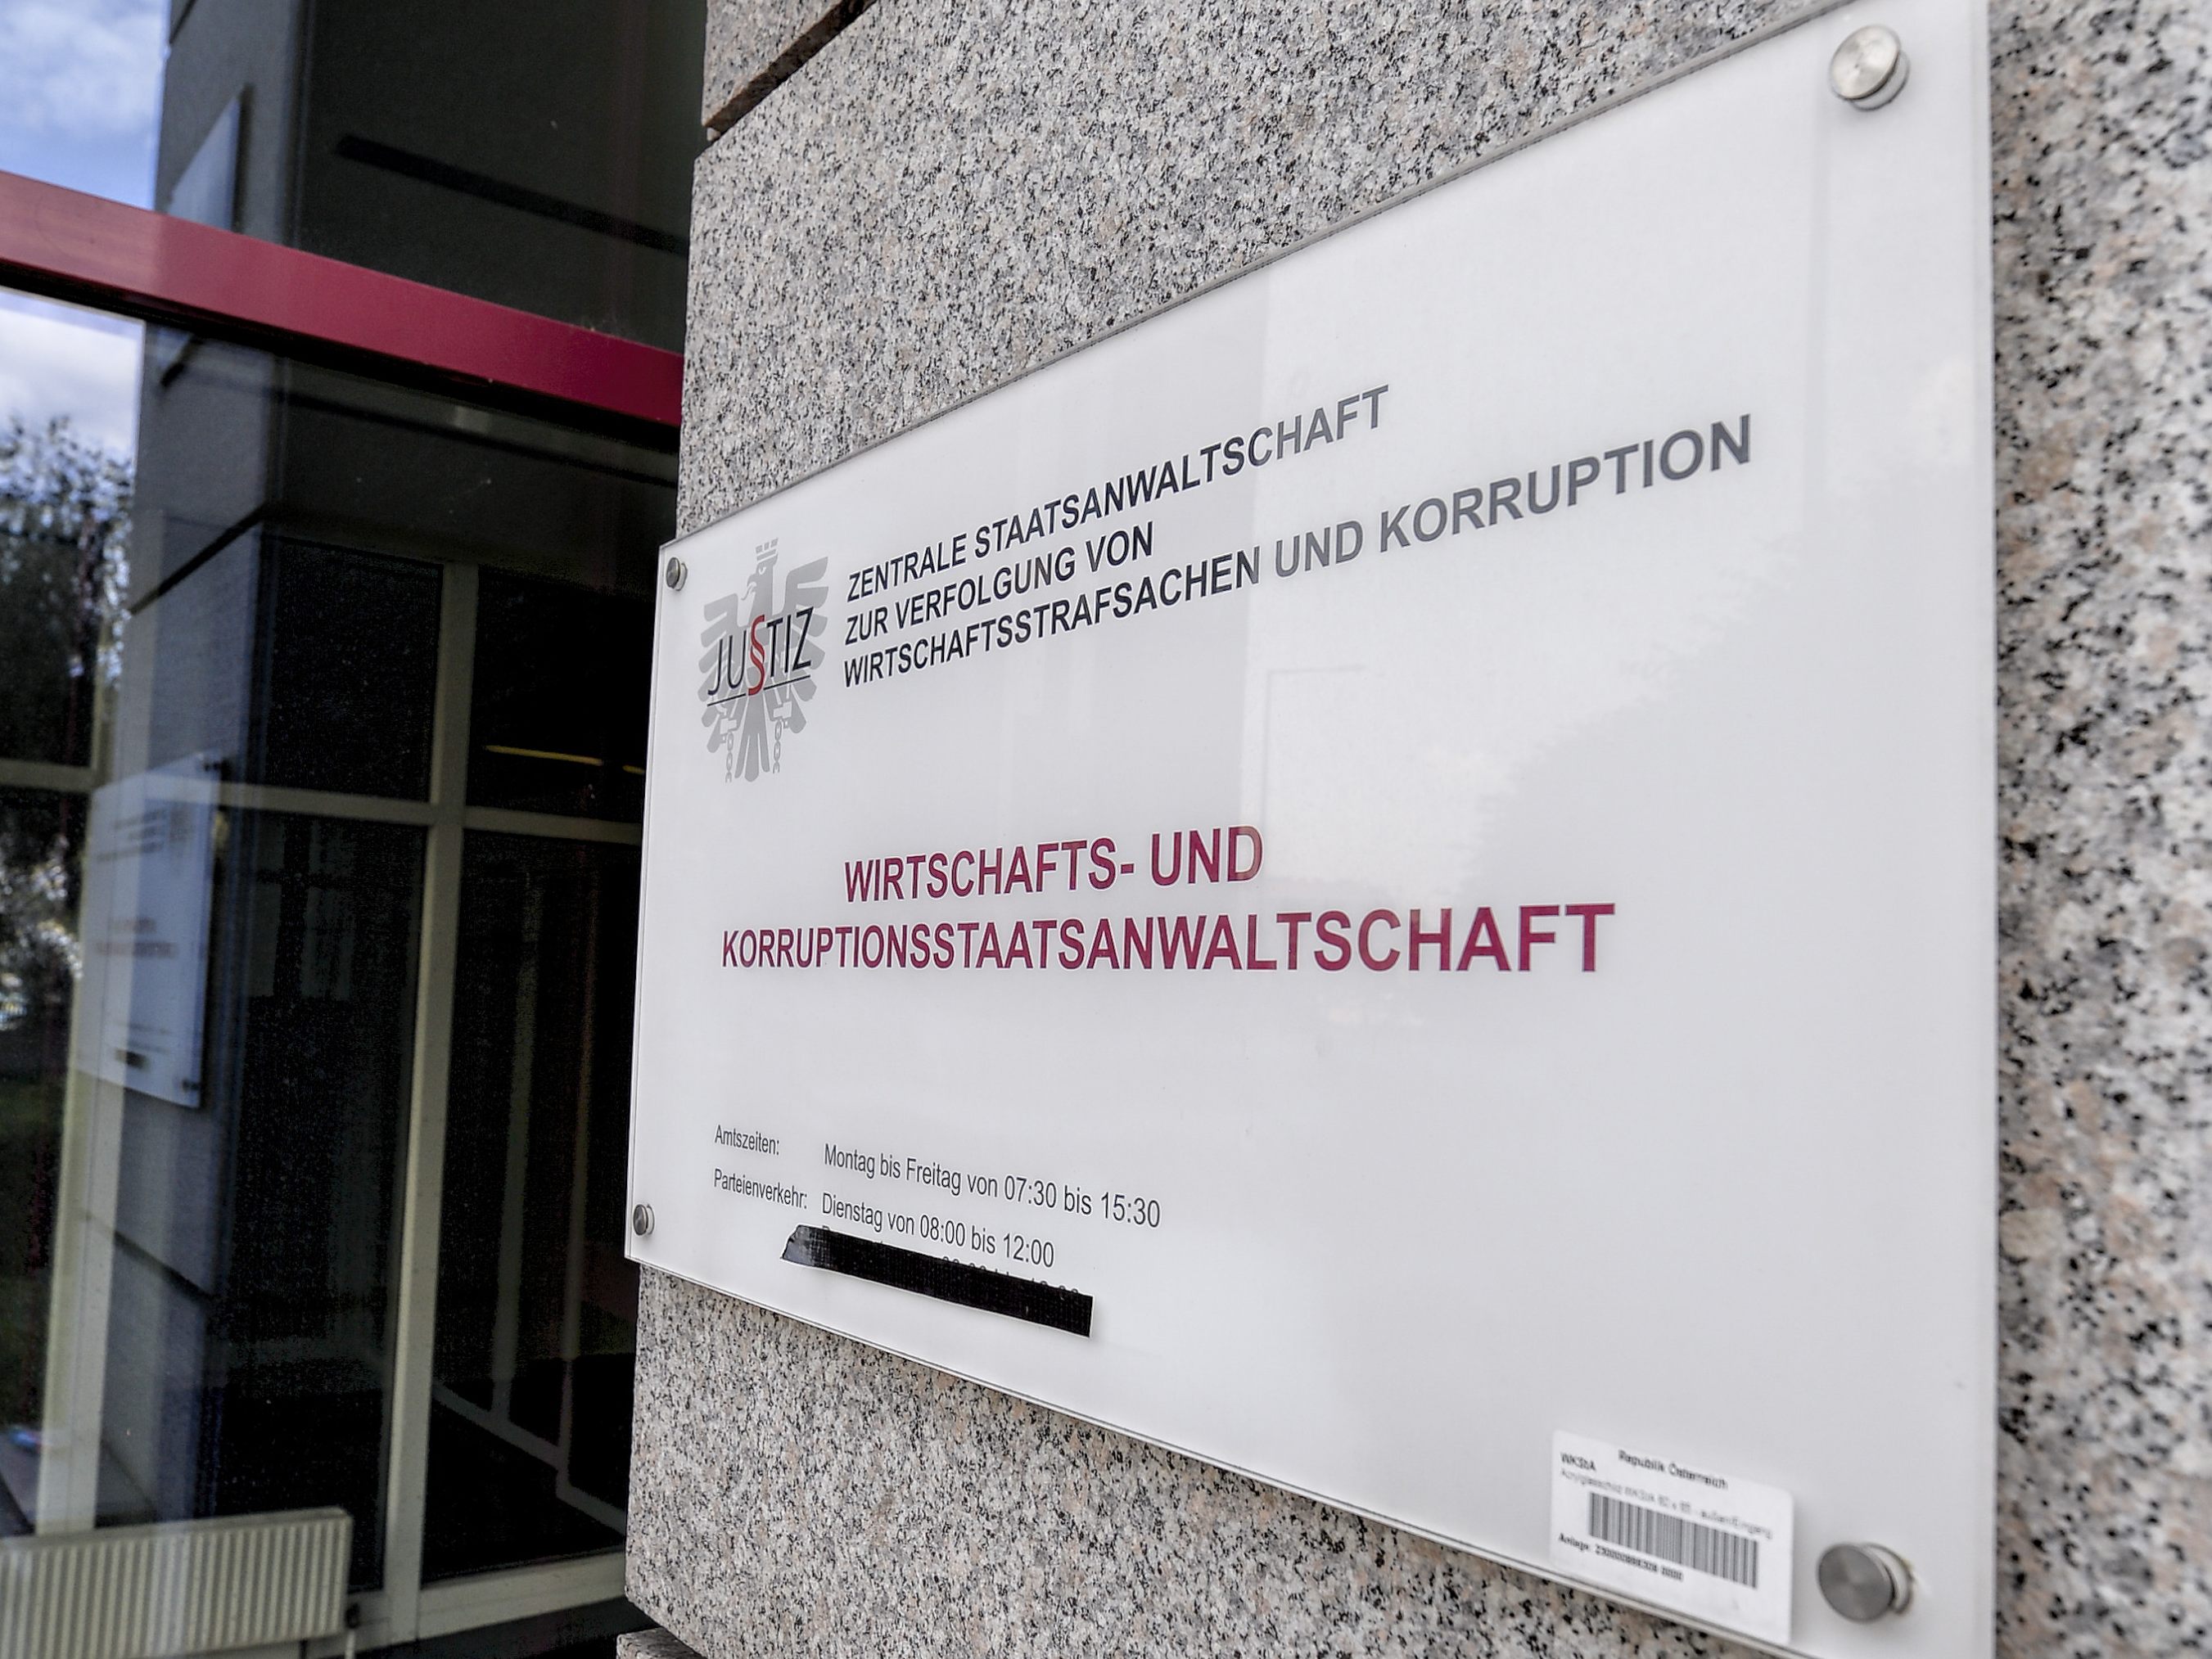 ZENTRALE STAATSANWALTSCHAFT
ZUR VERFOLGUNG VON
WIRTSCHAFTSSTRAFSACHEN UND KORRUPTION
JUSTIZ
WIRTSCHAFTS- UND
KORRUPTIONSSTAATSANWALTSCHAFT
Amtszeiten: Montag bis Freitag von 07:30 bis 15:30
Parteienverkehr: Dienstag von 08:00 bis 12:00
WKStA Republik Österreich